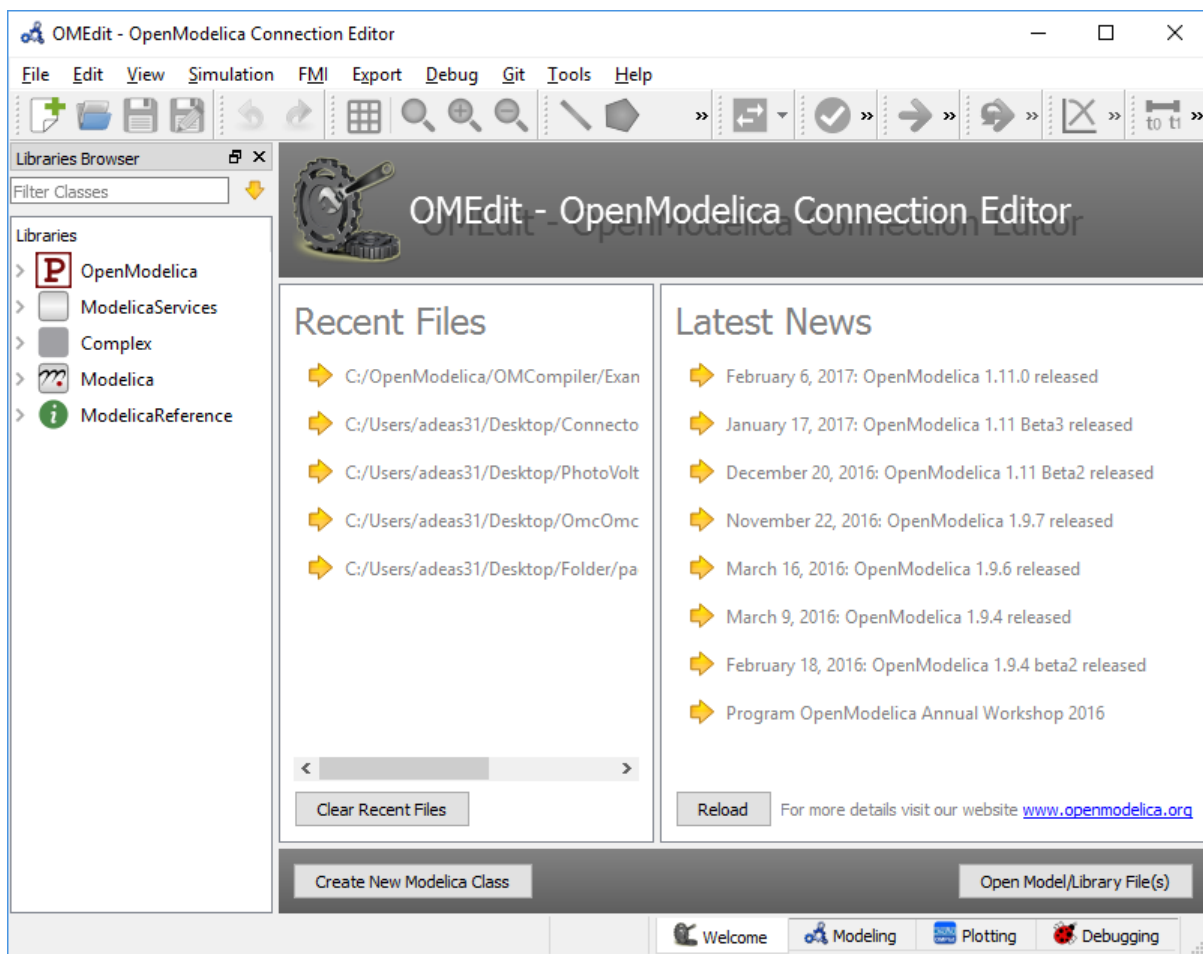 OMEdit - OpenModelica Connection Editor
File Edit View Simulation FMI Export Debug Git Tools Help
t0 t1
Libraries Browser
Filter Classes
Libraries
P OpenModelica
ModelicaServices
Complex
Modelica
i ModelicaReference
OMEdit - OpenModelica Connection Editor
Recent Files
C:/OpenModelica/OMCompiler/Exan
C:/Users/adeas31/Desktop/Connecto
C:/Users/adeas31/Desktop/PhotoVolt
C:/Users/adeas31/Desktop/OmcOmc
C:/Users/adeas31/Desktop/Folder/pa
Clear Recent Files
Latest News
February 6, 2017: OpenModelica 1.11.0 released
January 17, 2017: OpenModelica 1.11 Beta3 released
December 20, 2016: OpenModelica 1.11 Beta2 released
November 22, 2016: OpenModelica 1.9.7 released
March 16, 2016: OpenModelica 1.9.6 released
March 9, 2016: OpenModelica 1.9.4 released
February 18, 2016: OpenModelica 1.9.4 beta2 released
Program OpenModelica Annual Workshop 2016
Reload For more details visit our website www.openmodelica.org
Create New Modelica Class Open Model/Library File(s)
Welcome Modeling Plotting Debugging